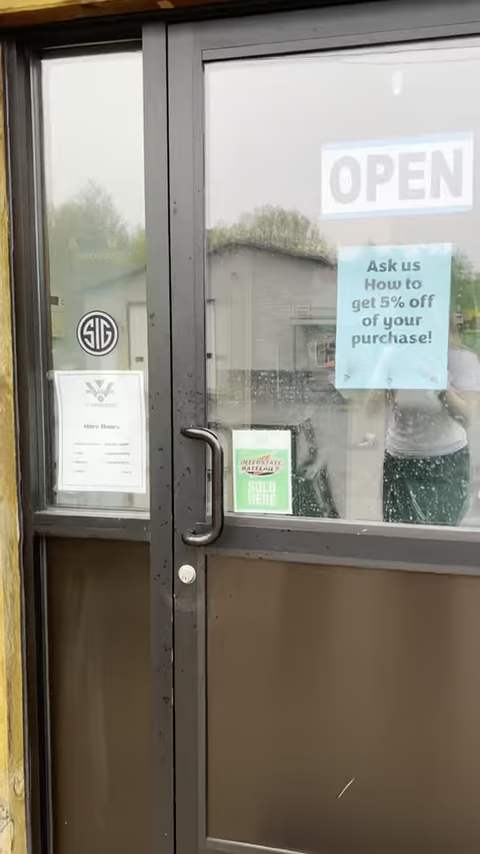 OPEN
Ask us
How to
get 5% off
of your
purchase!
SIG
Store Hours
INTERSTATE
BATTERIES
SOLD
HERE